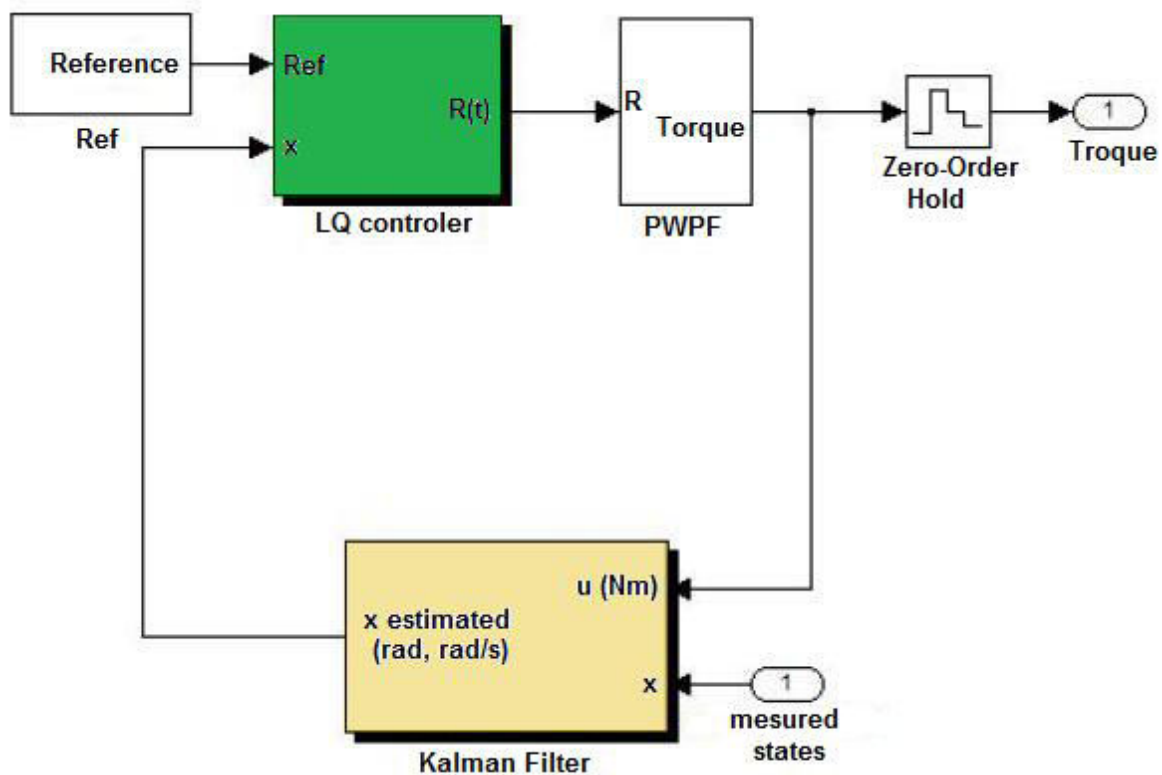 Reference
Ref
Ref
x
R(t)
LQ controler
R
Torque
PWPF
Zero-Order
Hold
1
Troque
u (Nm)
x estimated
(rad, rad/s)
x
Kalman Filter
1
mesured
states